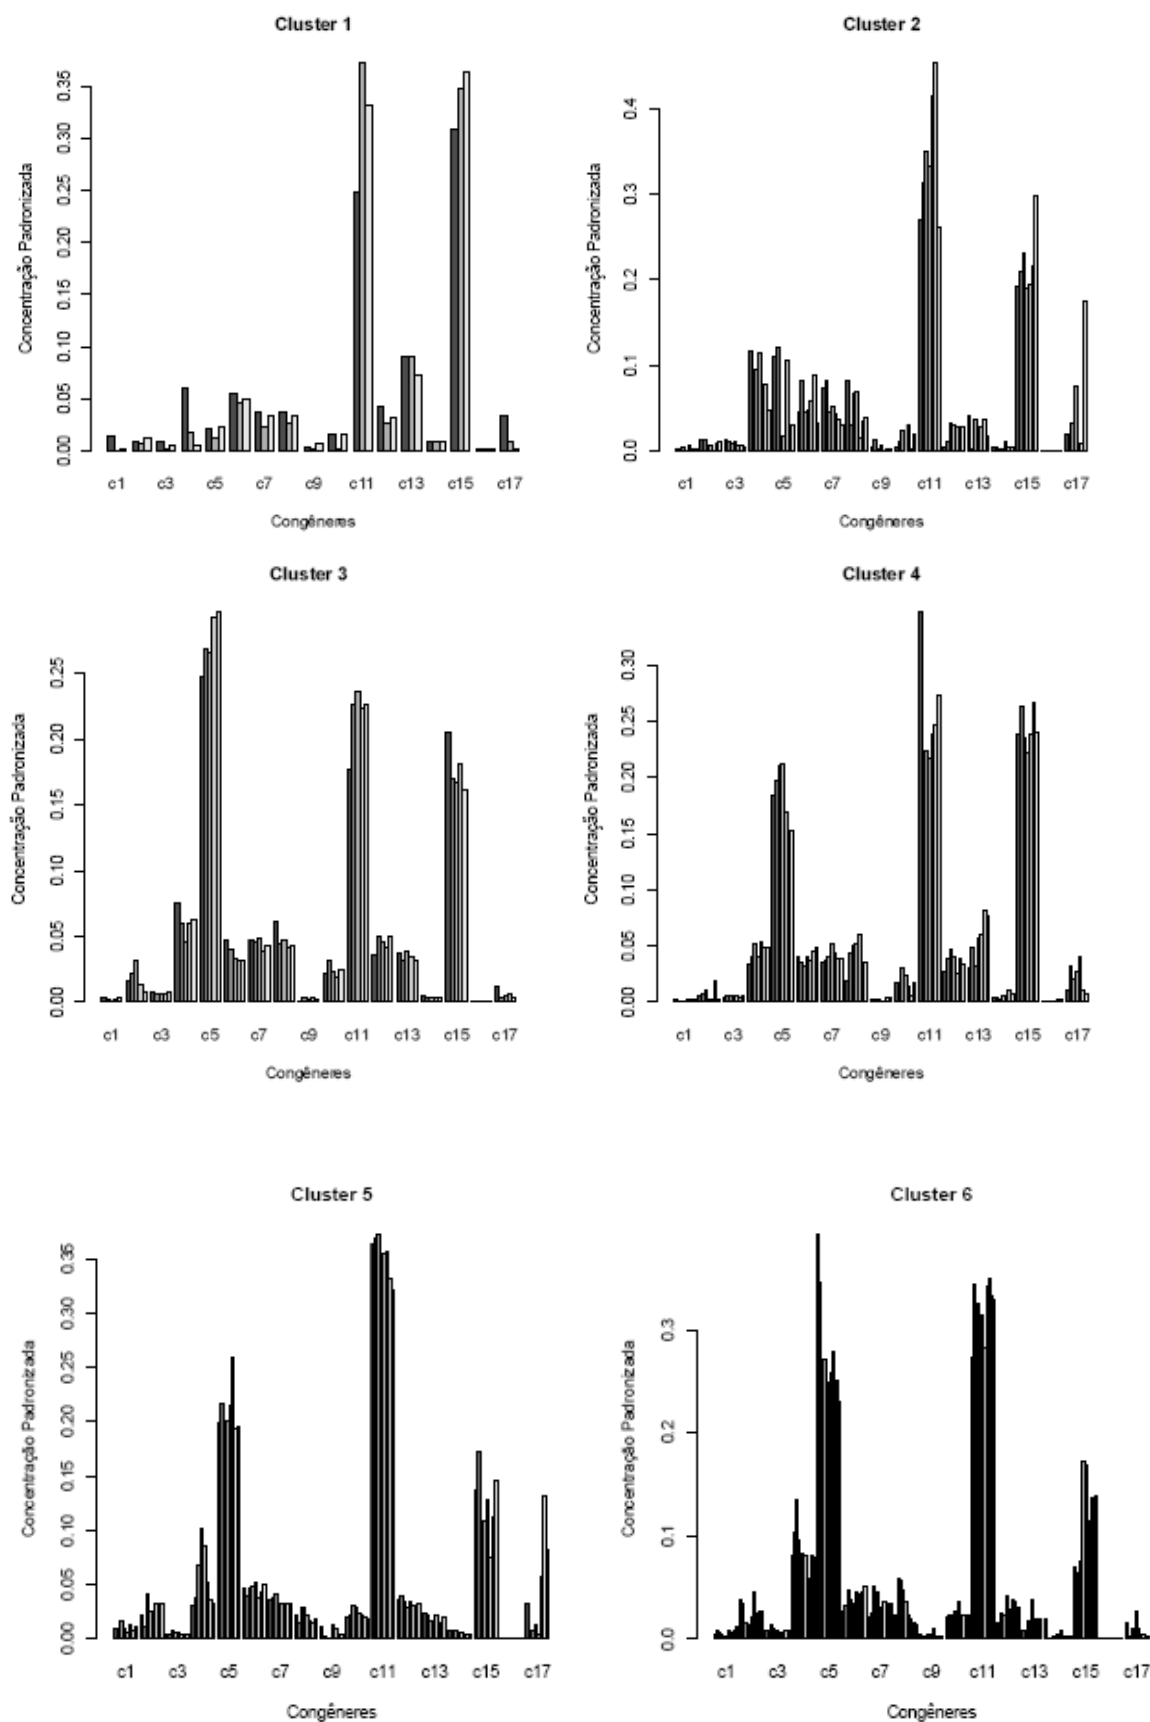 Cluster 1
Concentração Padronizada
0.00 0.05 0.10 0.15 0.20 0.25 0.30 0.35
c1 c3 c5 c7 c9 c11 c13 c15 c17
Congêneres
Cluster 2
Concentração Padronizada
0.0 0.1 0.2 0.3 0.4
c1 c3 c5 c7 c9 c11 c13 c15 c17
Congêneres
Cluster 3
Concentração Padronizada
0.00 0.05 0.10 0.15 0.20 0.25
c1 c3 c5 c7 c9 c11 c13 c15 c17
Congêneres
Cluster 4
Concentração Padronizada
0.00 0.05 0.10 0.15 0.20 0.25 0.30
c1 c3 c5 c7 c9 c11 c13 c15 c17
Congêneres
Cluster 5
Concentração Padronizada
0.00 0.05 0.10 0.15 0.20 0.25 0.30 0.35
c1 c3 c5 c7 c9 c11 c13 c15 c17
Congêneres
Cluster 6
Concentração Padronizada
0.0 0.1 0.2 0.3
c1 c3 c5 c7 c9 c11 c13 c15 c17
Congêneres